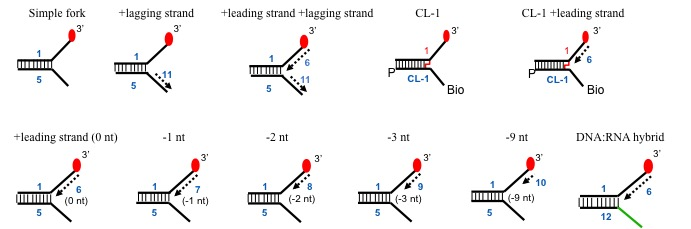 Simple fork
3'
1
5
+lagging strand
3'
1
5
11
+leading strand +lagging strand
3'
1
6
5
11
CL-1
3'
1
P
CL-1
Bio
CL-1 +leading strand
3'
1
6
P
CL-1
Bio
+leading strand (0 nt)
3'
1
6
(0 nt)
5
-1 nt
3'
1
7
(-1 nt)
5
-2 nt
3'
1
8
(-2 nt)
5
-3 nt
3'
1
9
(-3 nt)
5
-9 nt
3'
1
10
(-9 nt)
5
DNA:RNA hybrid
3'
1
6
12